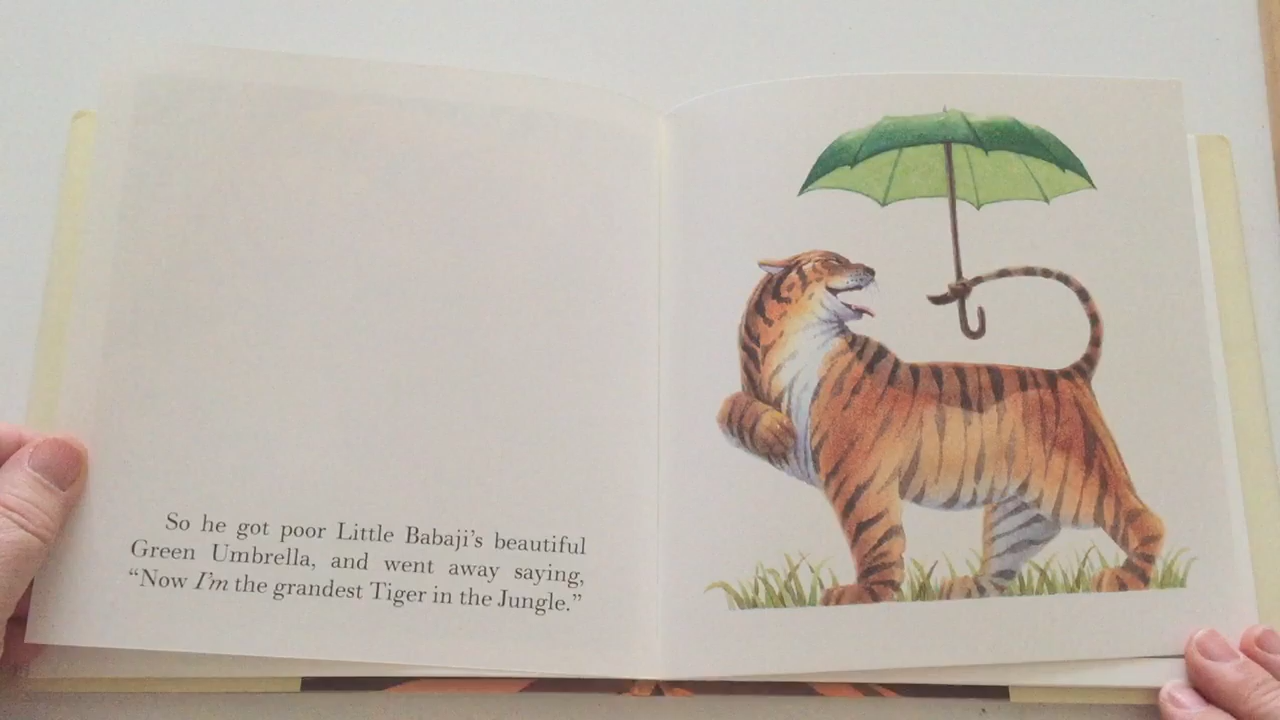 So he got poor Little Babaji’s beautiful
Green Umbrella, and went away saying,
“Now I’m the grandest Tiger in the Jungle.”